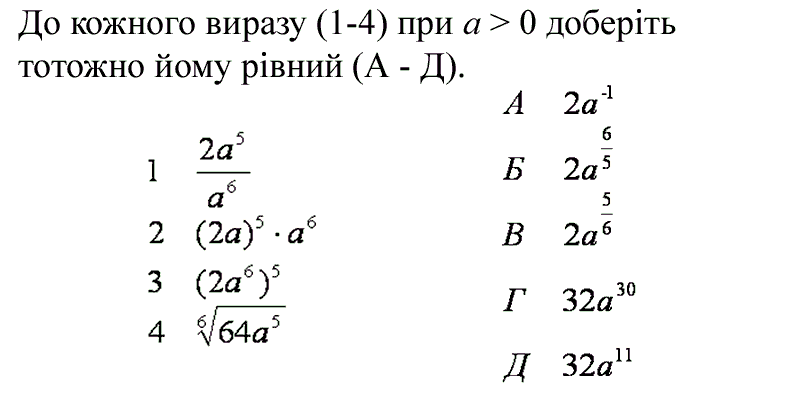 До кожного виразу (1-4) при a > 0 доберіть
тотожно йому рівний (А - Д).
1 \frac{2a^5}{a^6}
2 (2a)^5 · a^6
3 (2a^6)^5
4 \sqrt[6]{64a^5}
А 2a^{-1}
Б 2a^{\frac{6}{5}}
В 2a^{\frac{5}{6}}
Г 32a^{30}
Д 32a^{11}